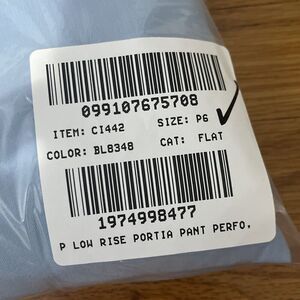 099107675708
ITEM: CI442 SIZE: P6
COLOR: BL8348 CAT: FLAT
1974998477
P LOW RISE PORTIA PANT PERFO,